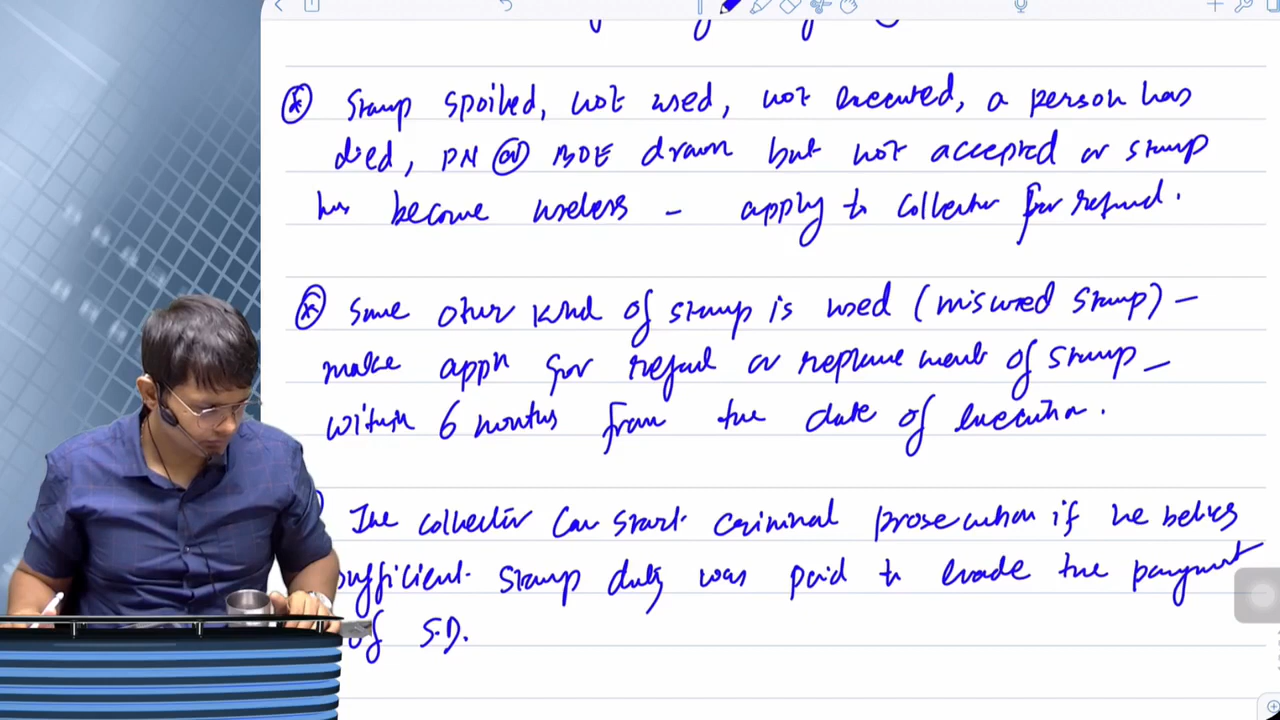 Stamp spoiled, not used, not executed, a person has
died, PN or BOE drawn but not accepted or stamp
has become useless – apply to collector for refund.
Some other kind of stamp is used (misused stamp) –
make appn for refund or replacement of stamp –
within 6 months from the date of execution.
The collector can start criminal prosecution if he belies
sufficient stamp duty was paid to evade the payment
of S.D.